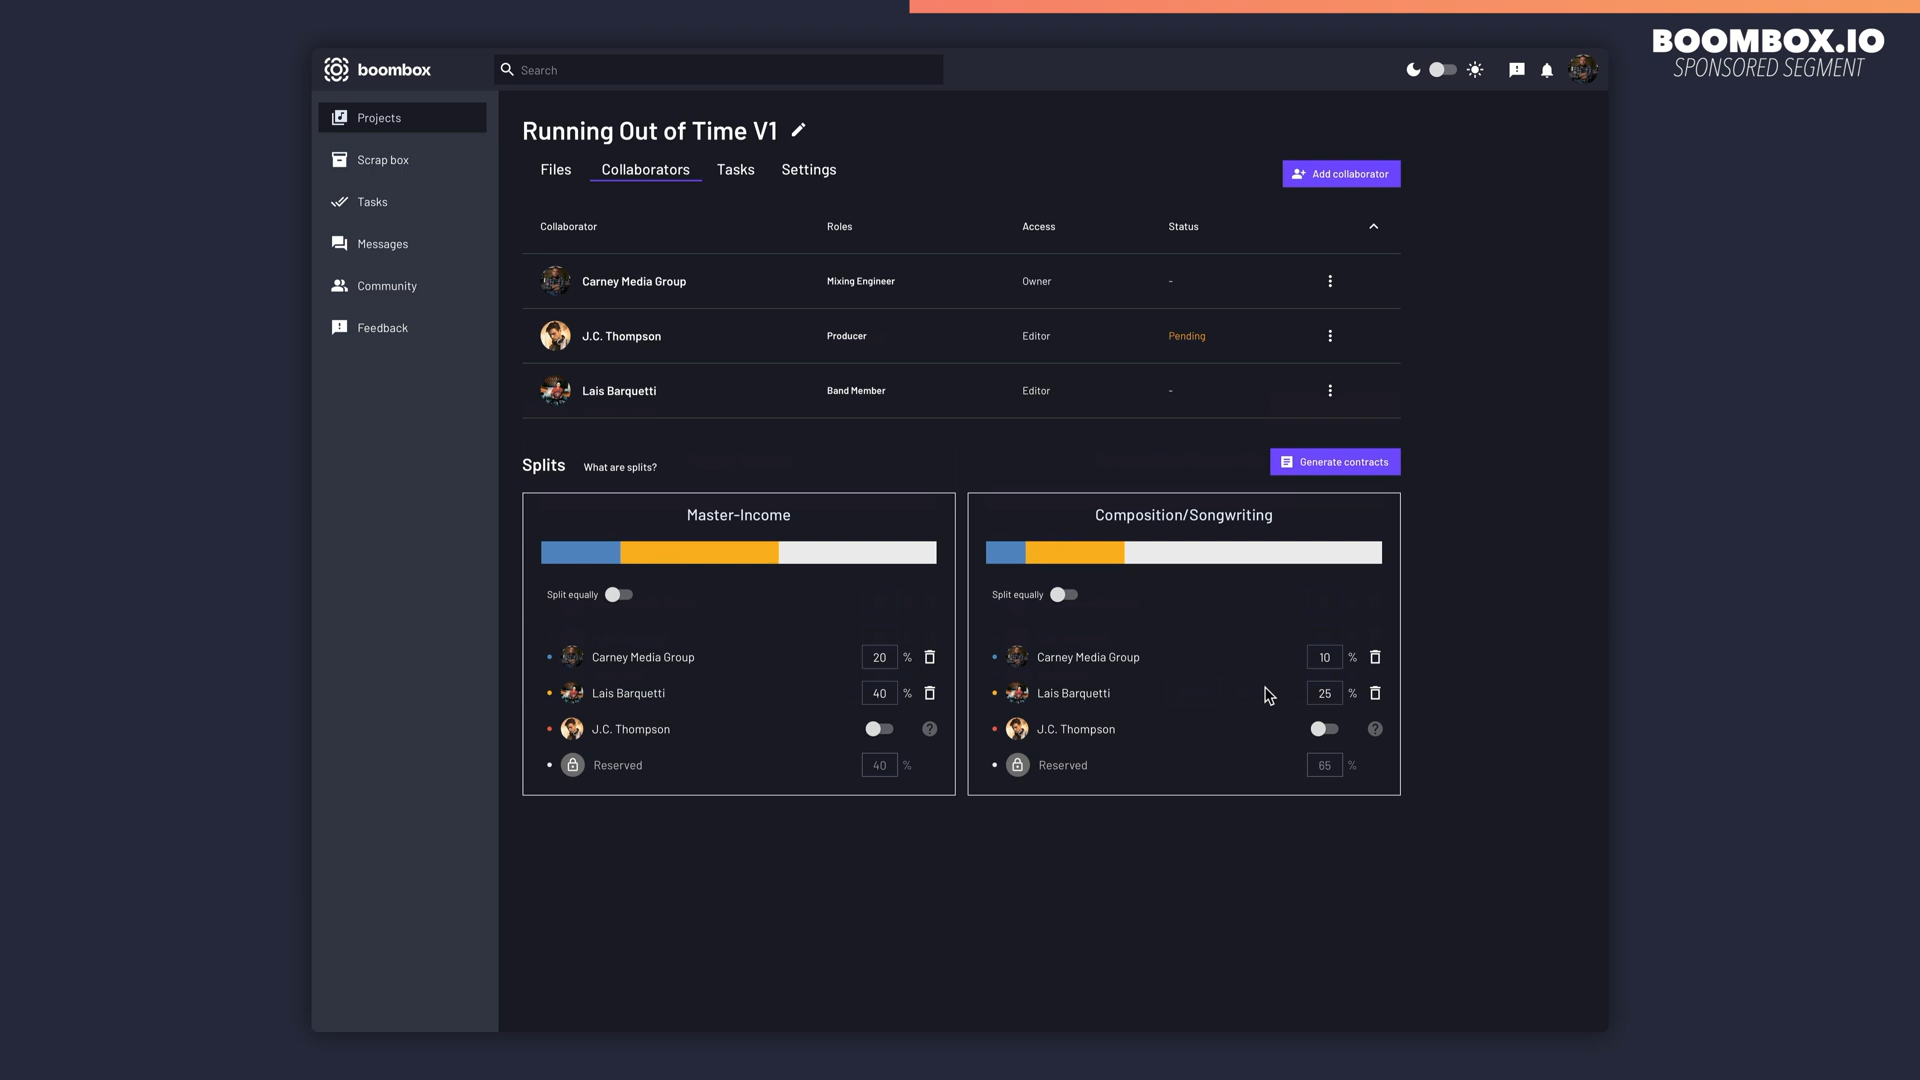 BOOMBOX.IO
SPONSORED SEGMENT
boombox
Search
Projects
Scrap box
Tasks
Messages
Community
Feedback
Running Out of Time V1
Files Collaborators Tasks Settings
Add collaborator
Collaborator Roles Access Status
Carney Media Group Mixing Engineer Owner -
J.C. Thompson Producer Editor Pending
Lais Barquetti Band Member Editor -
Splits What are splits?
Generate contracts
Master-Income
Split equally
Carney Media Group 20 %
Lais Barquetti 40 %
J.C. Thompson ?
Reserved 40 %
Composition/Songwriting
Split equally
Carney Media Group 10 %
Lais Barquetti 25 %
J.C. Thompson ?
Reserved 65 %